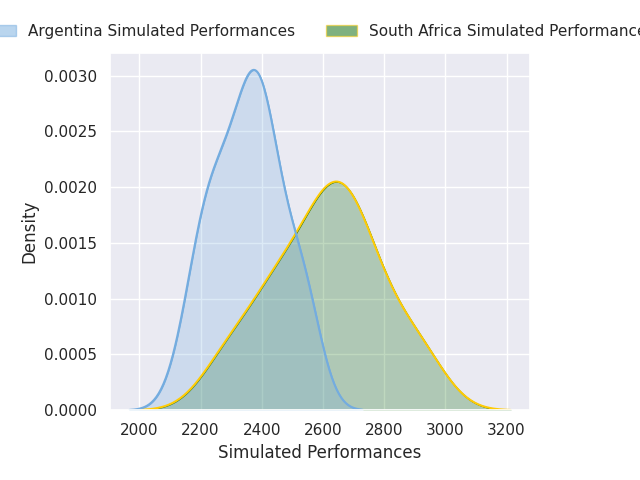 Argentina Simulated Performances
South Africa Simulated Performance
0.0030
0.0025
0.0020
0.0015
0.0010
0.0005
0.0000
Density
2000 2200 2400 2600 2800 3000 3200
Simulated Performances